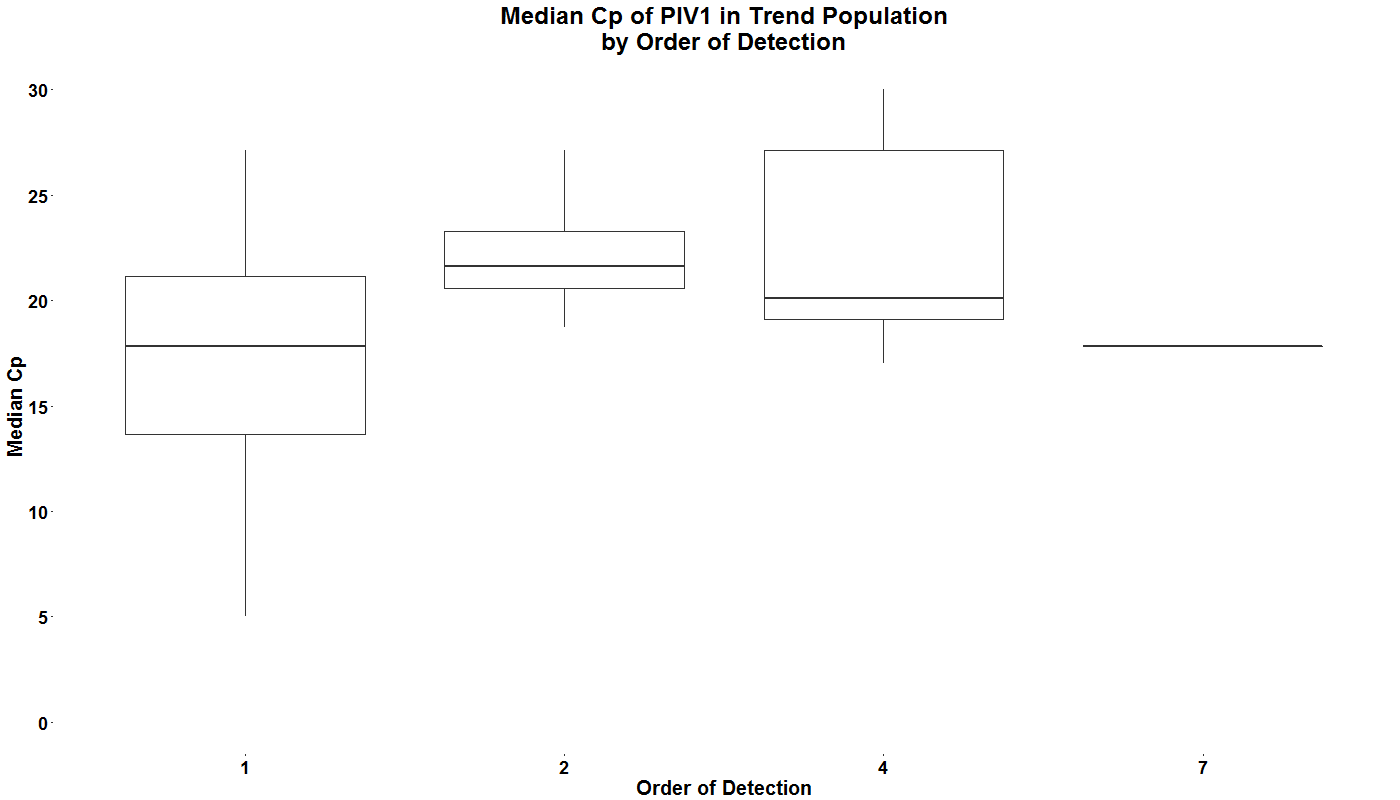 Median Cp of PIV1 in Trend Population
by Order of Detection
30
25
20
15
10
5
0
Median Cp
1 2 4 7
Order of Detection